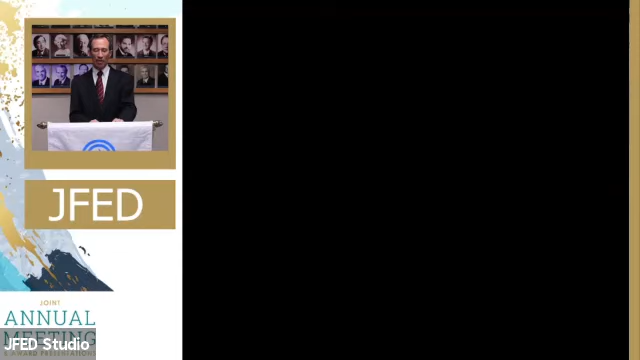 JFED
JOINT
ANNUAL
MEETING
& AWARD PRESENTATIONS
JFED Studio